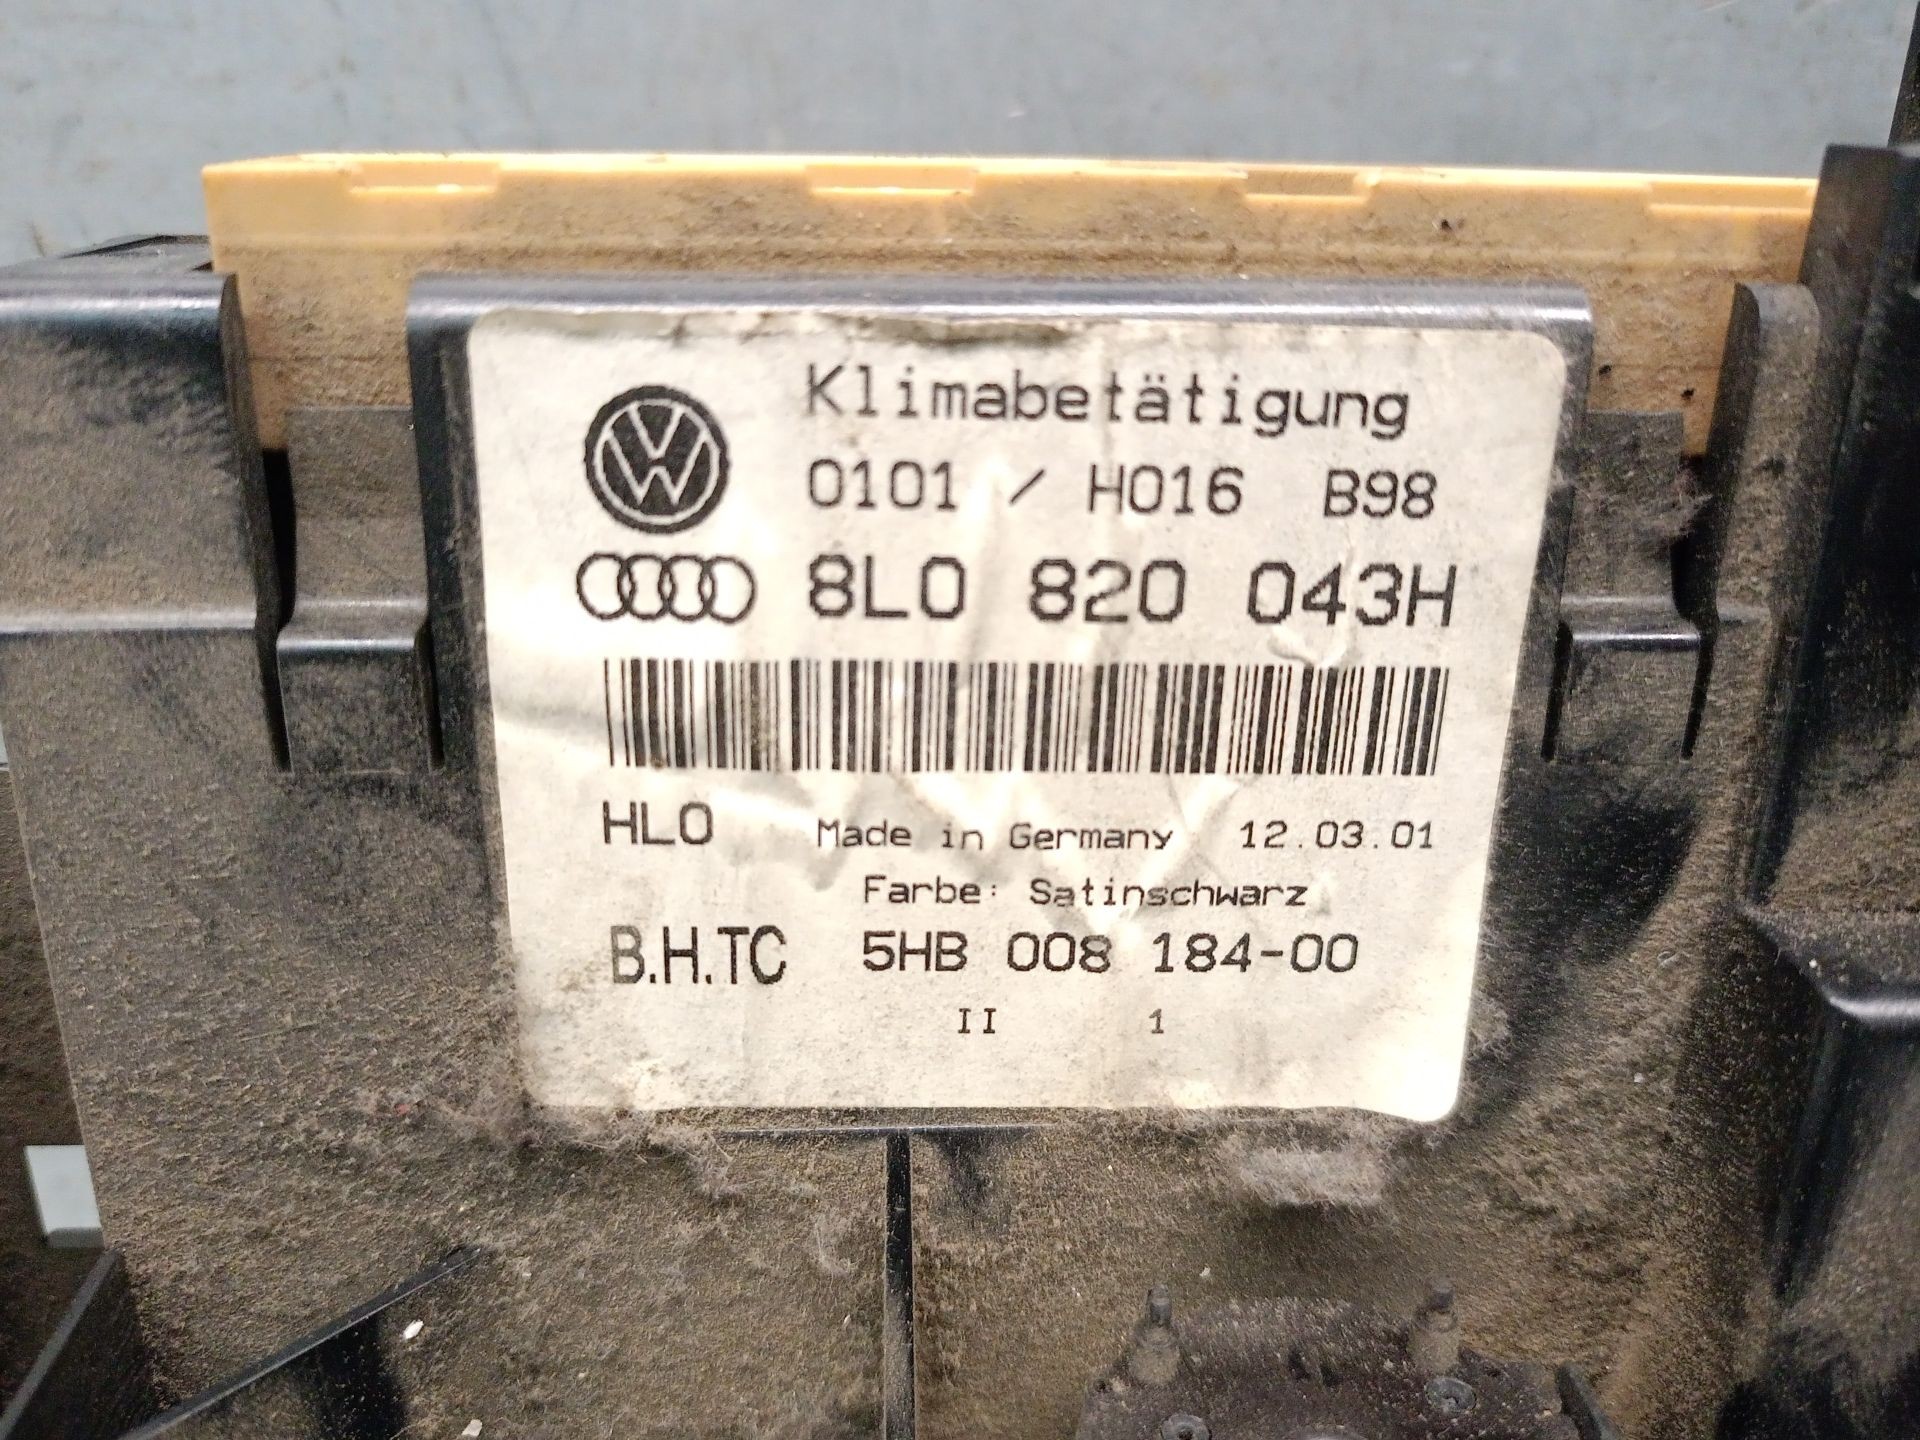 Klimabetätigung
0101 / H016 B98
8L0 820 043H
HLO Made in Germany 12.03.01
Farbe: Satinschwarz
B.H.TC 5HB 008 184-00
II 1